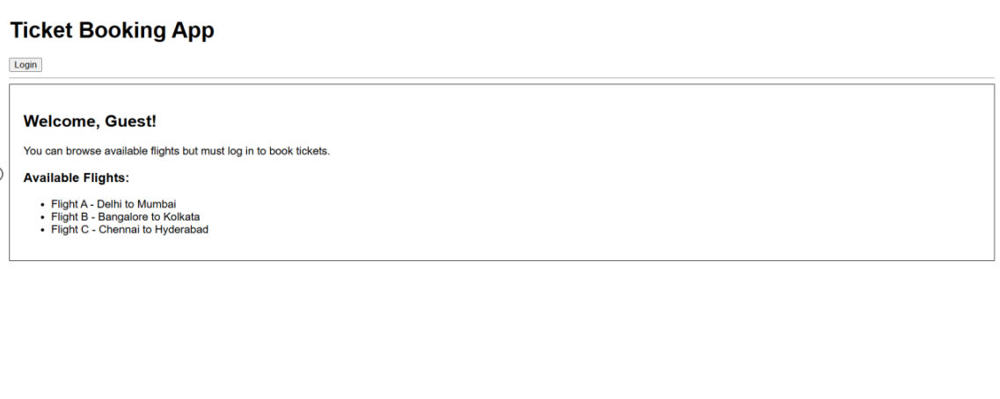 Ticket Booking App
Login
Welcome, Guest!
You can browse available flights but must log in to book tickets.
Available Flights:
• Flight A - Delhi to Mumbai
• Flight B - Bangalore to Kolkata
• Flight C - Chennai to Hyderabad